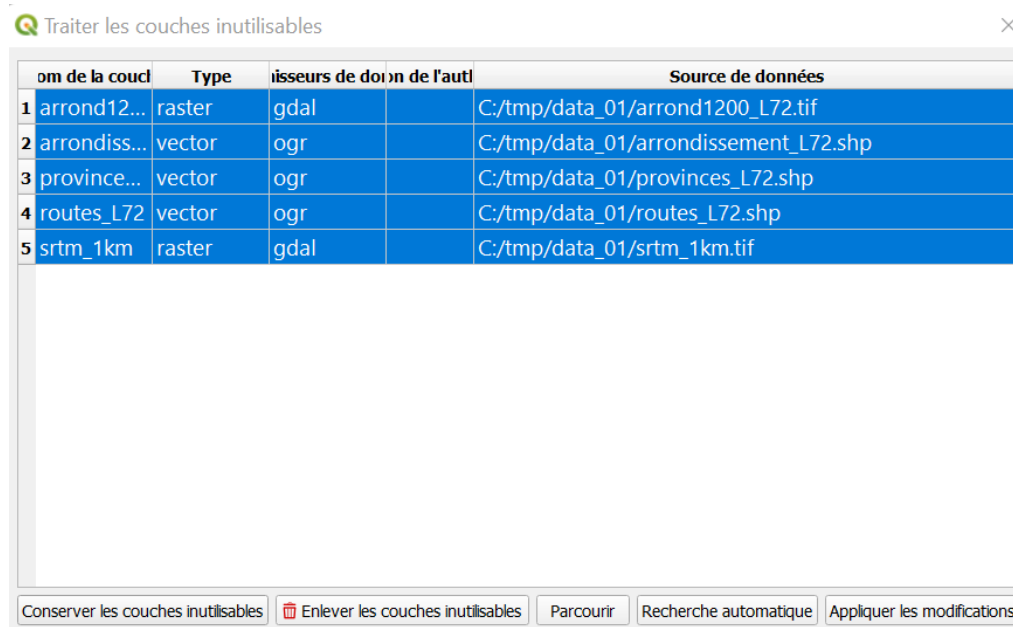 Traiter les couches inutilisables
om de la coucl Type nisseurs de don on de l'autl Source de données
1 arrond12... raster gdal C:/tmp/data_01/arrond1200_L72.tif
2 arrondiss... vector ogr C:/tmp/data_01/arrondissement_L72.shp
3 province... vector ogr C:/tmp/data_01/provinces_L72.shp
4 routes_L72 vector ogr C:/tmp/data_01/routes_L72.shp
5 srtm_1km raster gdal C:/tmp/data_01/srtm_1km.tif
Conserver les couches inutilisables Enlever les couches inutilisables Parcourir Recherche automatique Appliquer les modifications